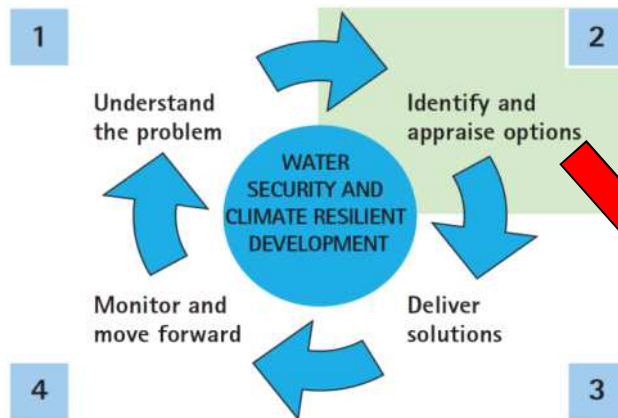 1
2
Understand
the problem
Identify and
appraise options
WATER
SECURITY AND
CLIMATE RESILIENT
DEVELOPMENT
Monitor and
move forward
Deliver
solutions
4
3